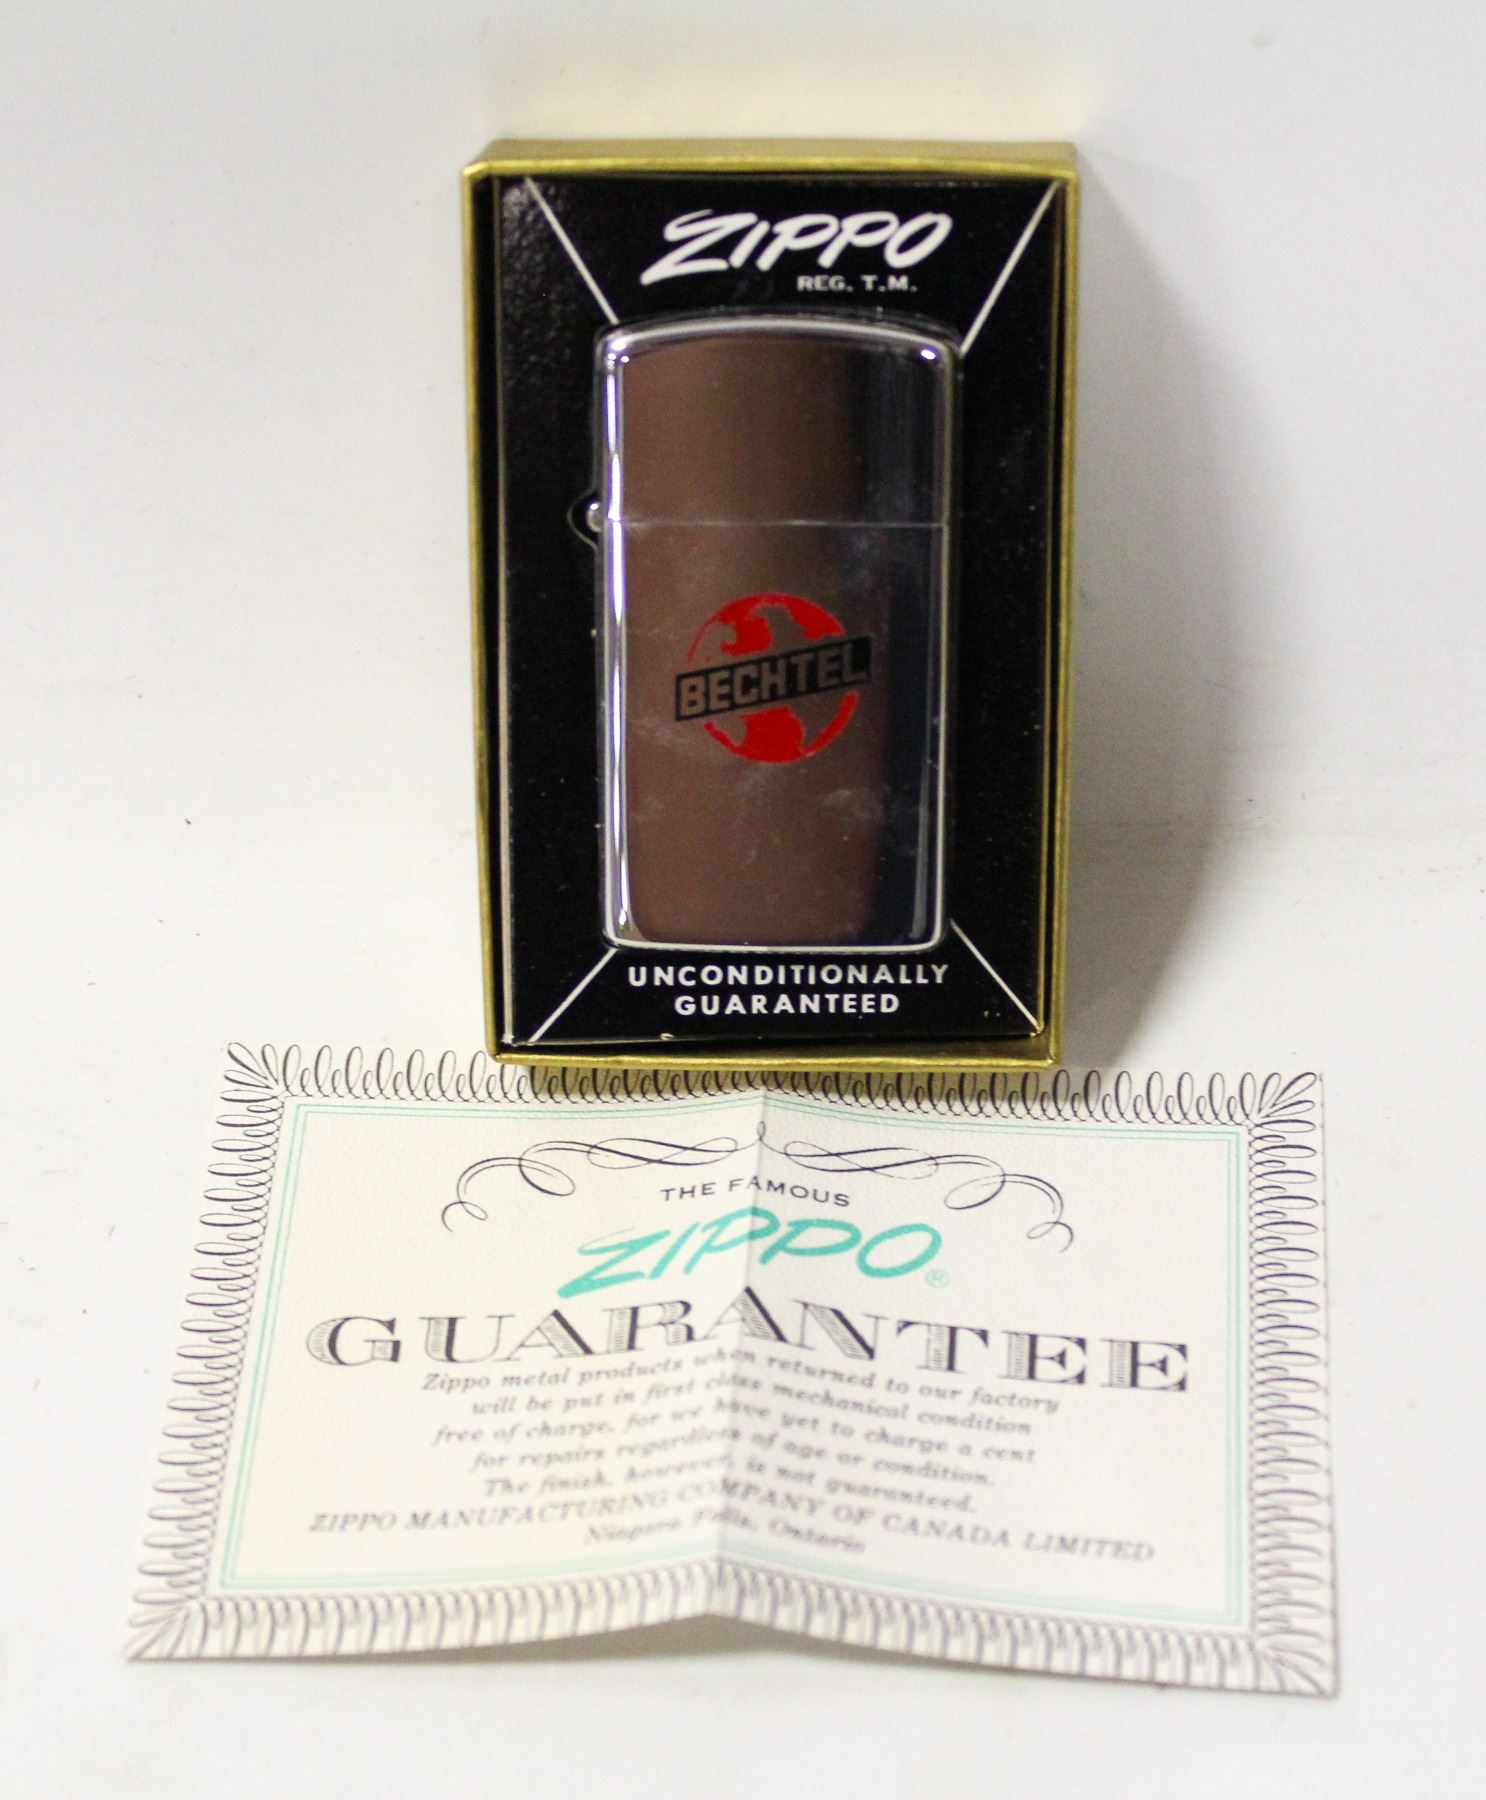 ZIPPO
REG. T.M.
BECHTEL
UNCONDITIONALLY
GUARANTEED
THE FAMOUS
ZIPPO®
GUARANTEE
Zippo metal products when returned to our factory
will be put in first class mechanical condition
free of charge, for we have yet to charge a cent
for repairs regardless of age or condition.
The finish, however, is not guaranteed.
ZIPPO MANUFACTURING COMPANY OF CANADA LIMITED
Niagara Falls, Ontario